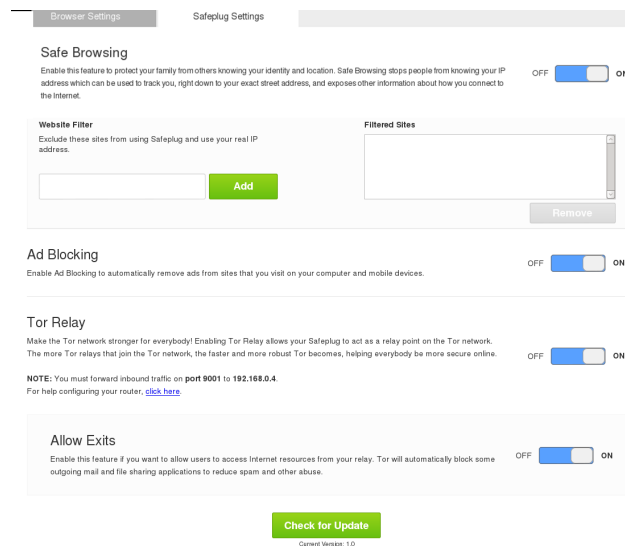 Browser Settings
Safeplug Settings
Safe Browsing
Enable this feature to protect your family from others knowing your identity and location. Safe Browsing stops people from knowing your IP
address which can be used to track you, right down to your exact street address, and exposes other information about how you connect to
the Internet.
OFF
ON
Website Filter
Exclude these sites from using Safeplug and use your real IP
address.
Add
Filtered Sites
Remove
Ad Blocking
Enable Ad Blocking to automatically remove ads from sites that you visit on your computer and mobile devices.
OFF
ON
Tor Relay
Make the Tor network stronger for everybody! Enabling Tor Relay allows your Safeplug to act as a relay point on the Tor network.
The more Tor relays that join the Tor network, the faster and more robust Tor becomes, helping everybody be more secure online.
OFF
ON
NOTE: You must forward inbound traffic on port 9001 to 192.168.0.4.
For help configuring your router, click here.
Allow Exits
Enable this feature if you want to allow users to access Internet resources from your relay. Tor will automatically block some
outgoing mail and file sharing applications to reduce spam and other abuse.
OFF
ON
Check for Update
Current Version: 1.0